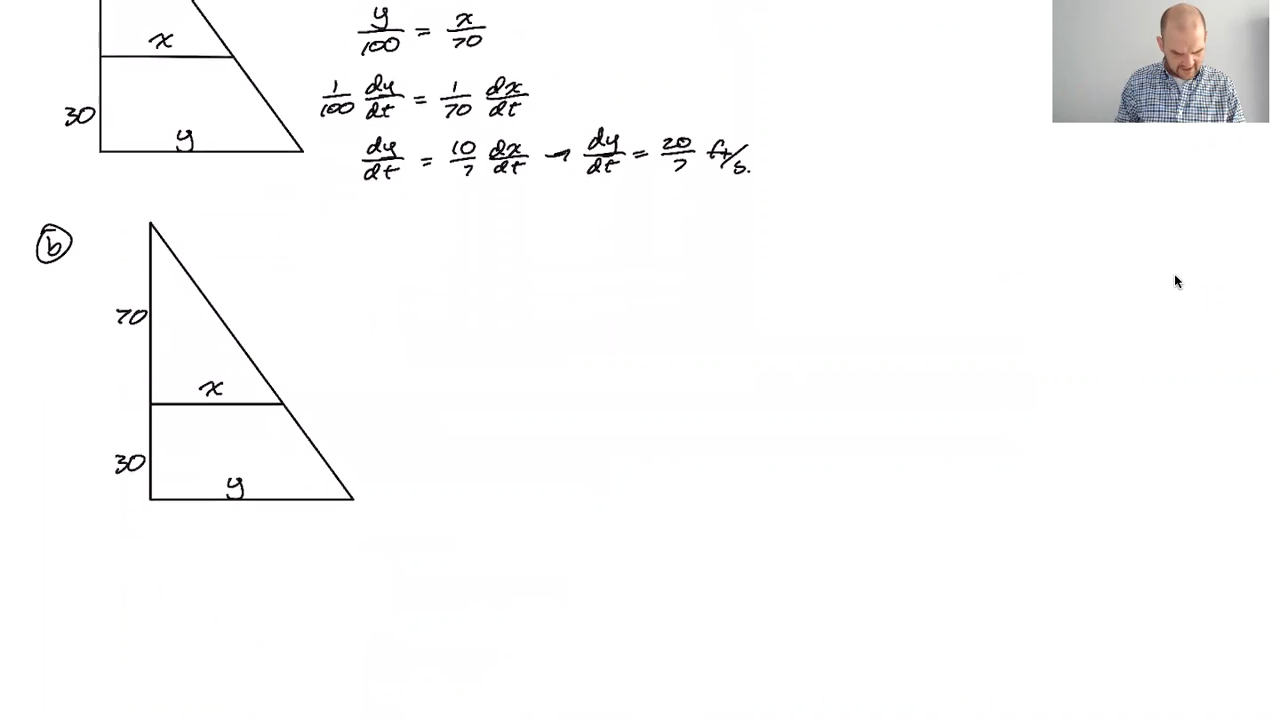 x
30
y
y/100 = x/70
1/100 dy/dt = 1/70 dx/dt
dy/dt = 10/7 dx/dt → dy/dt = 20/7 ft/s.
b
70
x
30
y